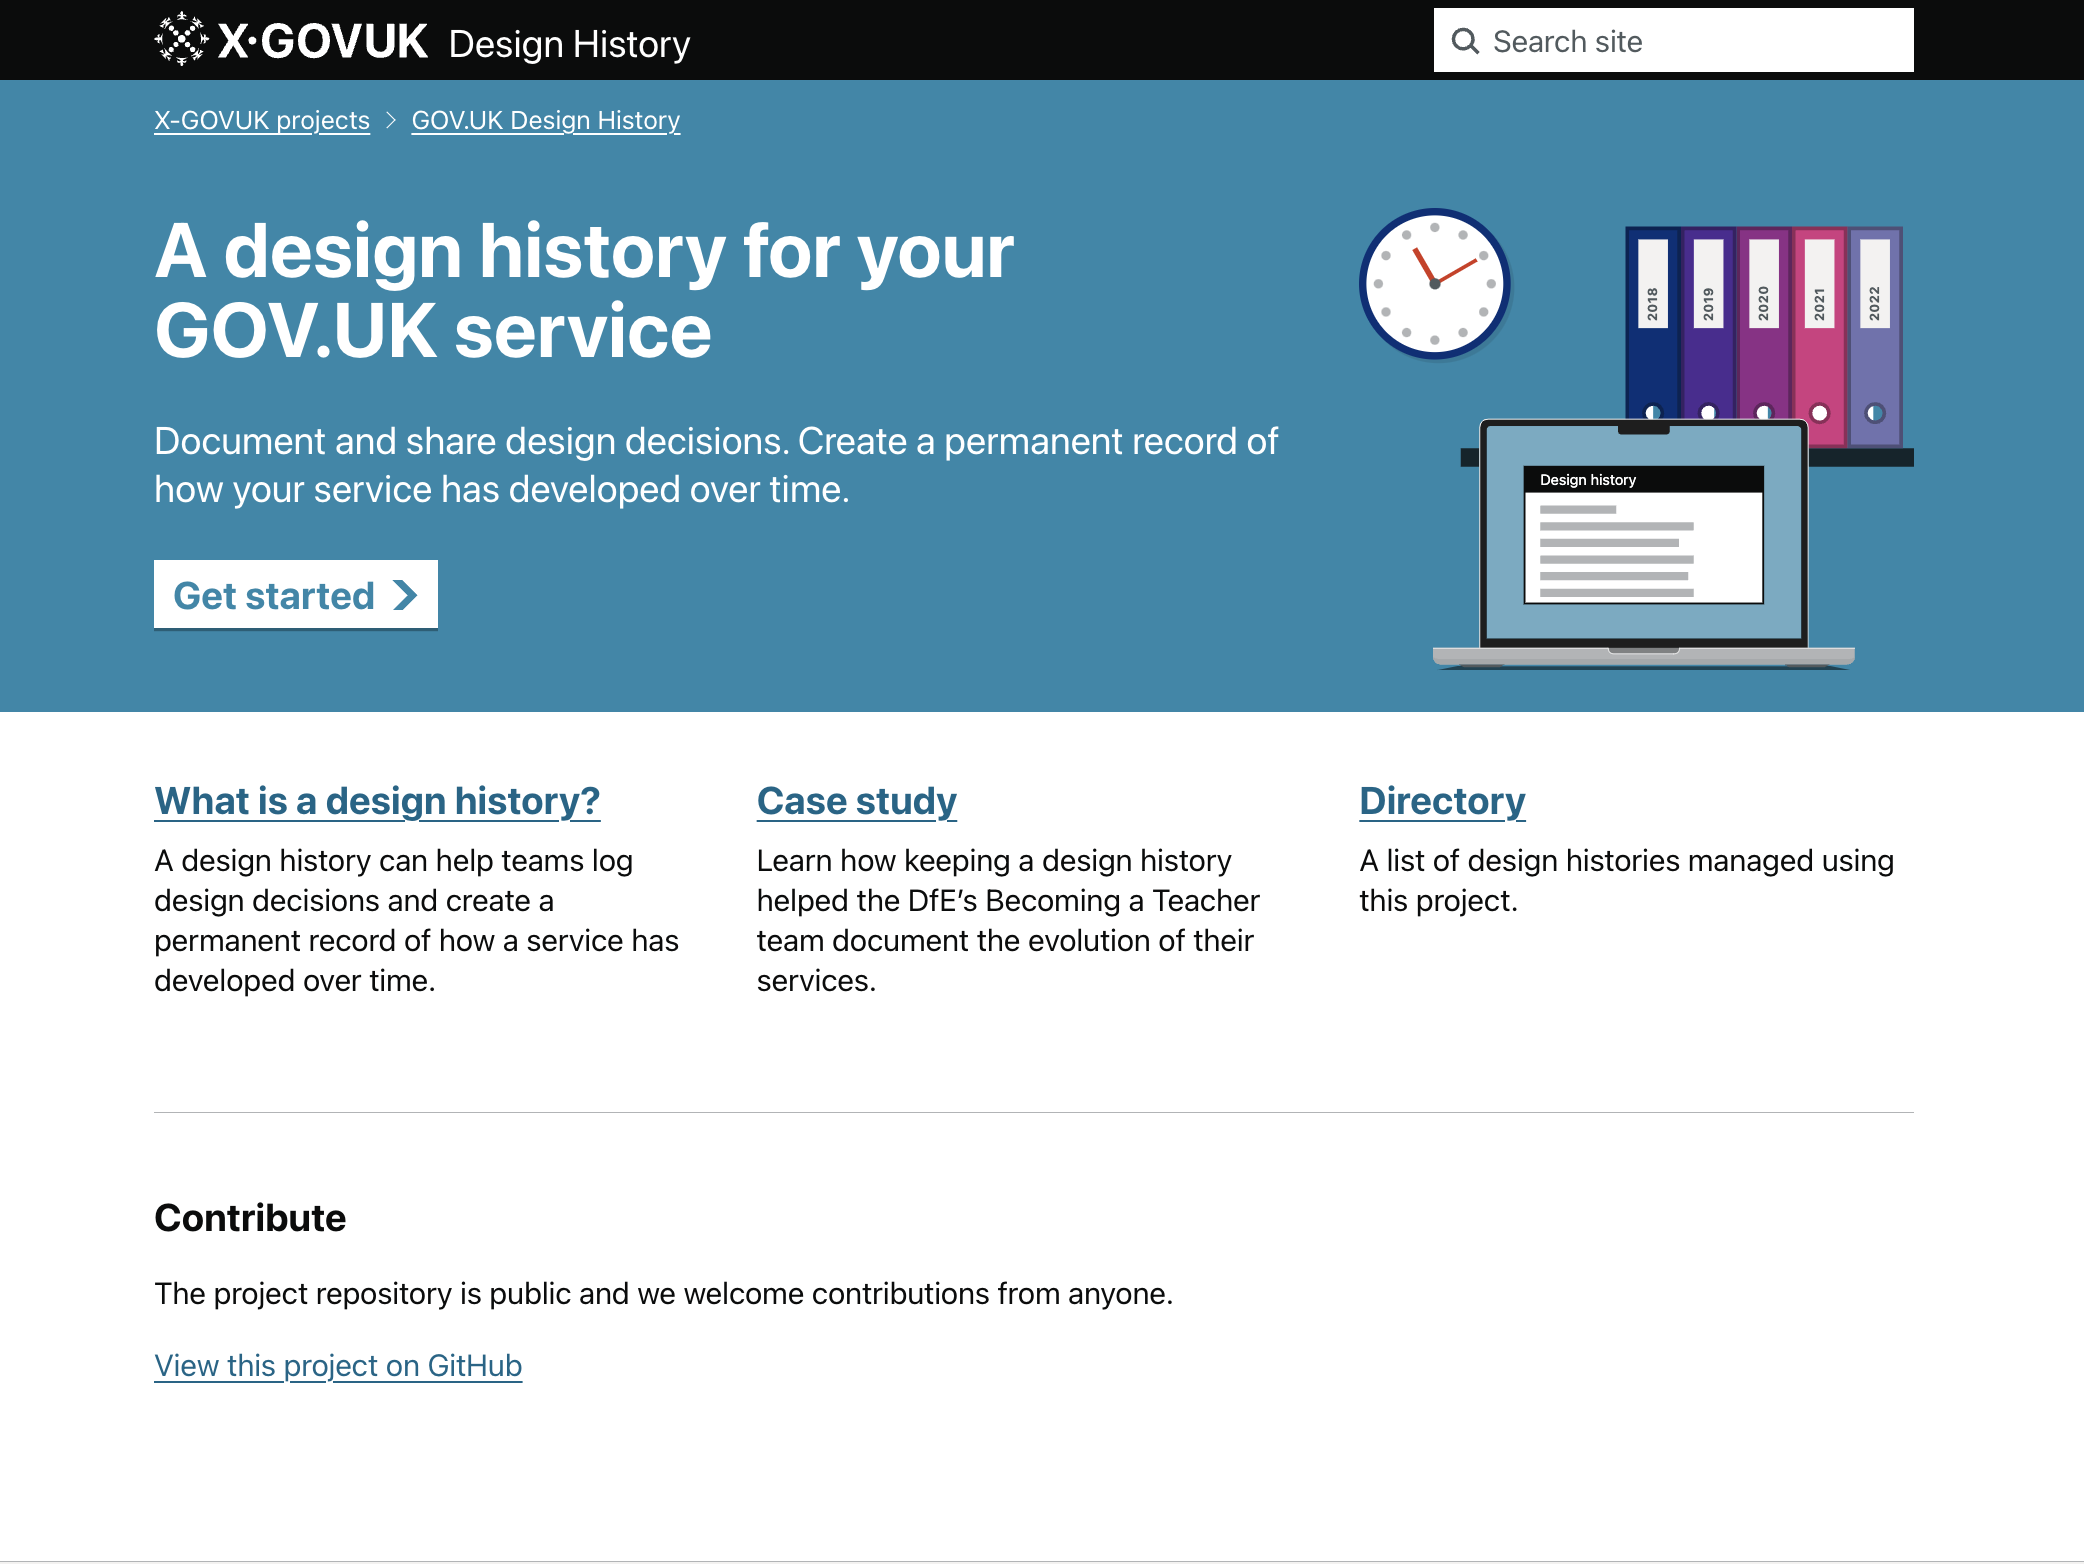 X·GOVUK Design History
Search site
X-GOVUK projects > GOV.UK Design History
A design history for your
GOV.UK service
Document and share design decisions. Create a permanent record of
how your service has developed over time.
Get started
2018
2019
2020
2021
2022
Design history
What is a design history?
A design history can help teams log
design decisions and create a
permanent record of how a service has
developed over time.
Case study
Learn how keeping a design history
helped the DfE’s Becoming a Teacher
team document the evolution of their
services.
Directory
A list of design histories managed using
this project.
Contribute
The project repository is public and we welcome contributions from anyone.
View this project on GitHub